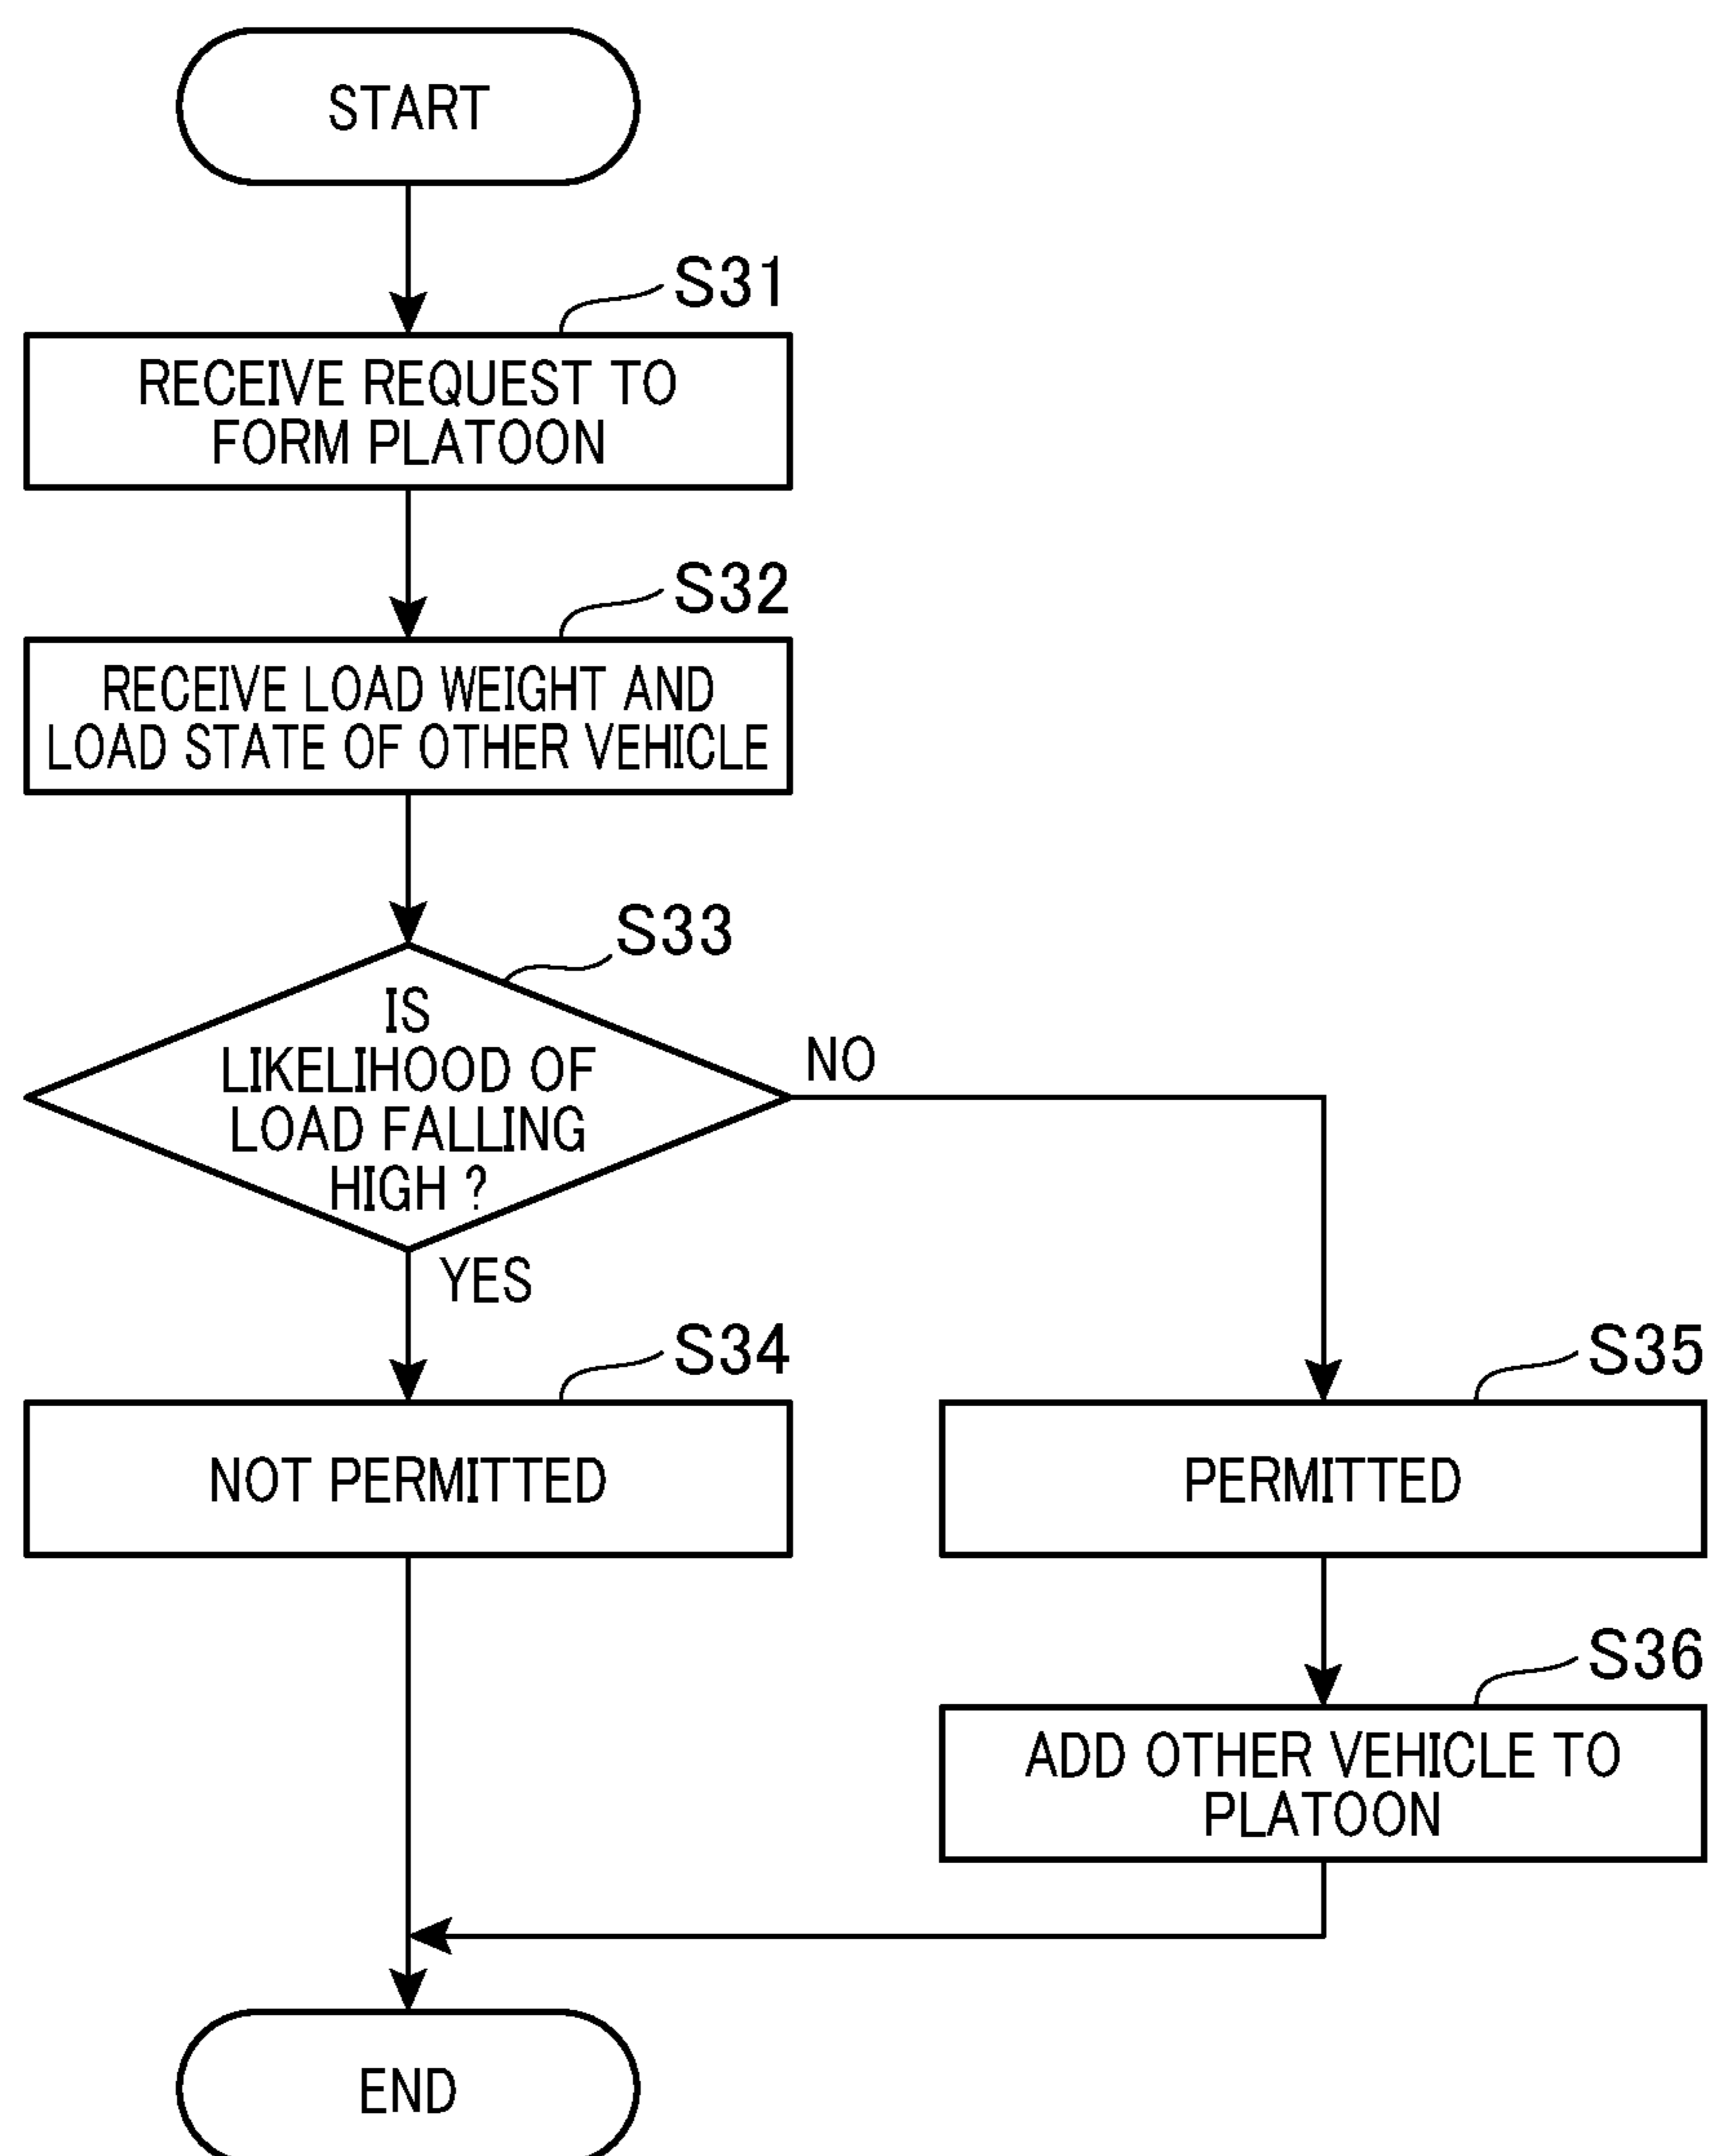 START
S31
RECEIVE REQUEST TO
FORM PLATOON
S32
RECEIVE LOAD WEIGHT AND
LOAD STATE OF OTHER VEHICLE
S33
IS
LIKELIHOOD OF
LOAD FALLING
HIGH ?
NO
YES
S34
NOT PERMITTED
S35
PERMITTED
S36
ADD OTHER VEHICLE TO
PLATOON
END